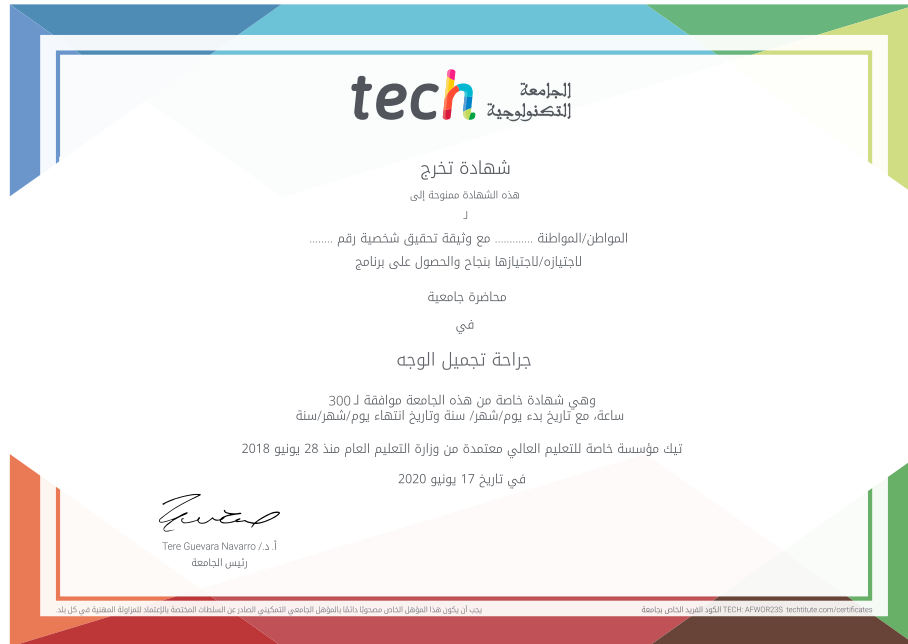 tech
الجامعة
التكنولوجية
شهادة تخرج
هذه الشهادة ممنوحة إلى
لـ
المواطن/المواطنة ............. مع وثيقة تحقيق شخصية رقم ........
لاجتيازه/لاجتيازها بنجاح والحصول على برنامج
محاضرة جامعية
في
جراحة تجميل الوجه
وهي شهادة خاصة من هذه الجامعة موافقة لـ 300
ساعة، مع تاريخ بدء يوم/شهر/ سنة وتاريخ انتهاء يوم/شهر/سنة
تيك مؤسسة خاصة للتعليم العالي معتمدة من وزارة التعليم العام منذ 28 يونيو 2018
في تاريخ 17 يونيو 2020
أ. د./ Tere Guevara Navarro
رئيس الجامعة
يجب أن يكون هذا المؤهل الخاص مصحوبًا دائمًا بالمؤهل الجامعي التمكيني الصادر عن السلطات المختصة بالإعتماد للمزاولة المهنية في كل بلد.
الكود الفريد الخاص بجامعة TECH: AFWOR23S techtitute.com/certificates